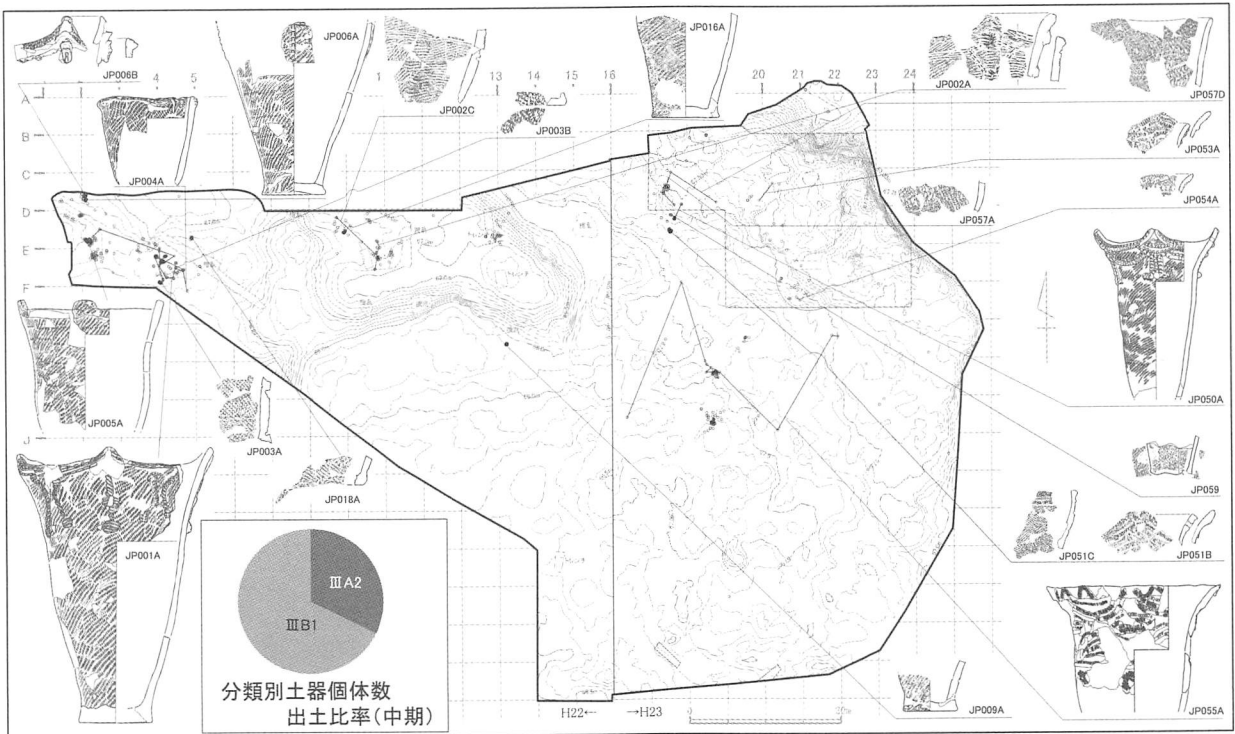 JP006B
JP006A
JP002C
JP003B
JP016A
JP002A
JP057D
JP004A
JP053A
JP057A
JP054A
3 4 5
1
13 14 15
20 21 22 24
A
B
C
D
E
F
J
JP005A
JP003A
JP018A
JP001A
JP050A
JP059
JP051C
JP051B
JP055A
JP009A
ⅢA2
ⅢB1
分類別土器個体数
出土比率(中期)
H22← →H23